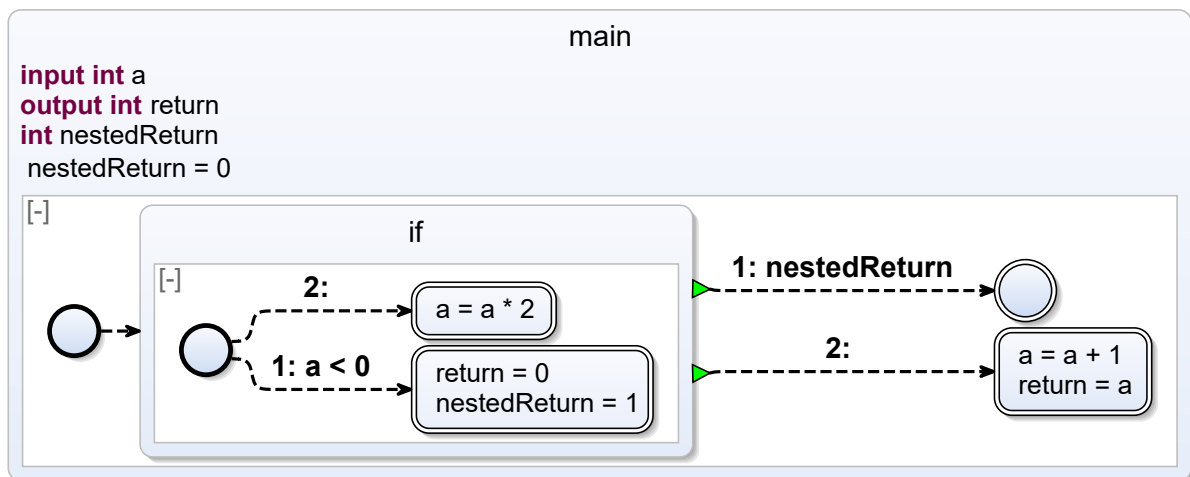 main
input int a
output int return
int nestedReturn
nestedReturn = 0
[-]
if
[-]
2:
a = a * 2
1: a < 0
return = 0
nestedReturn = 1
1: nestedReturn
2:
a = a + 1
return = a